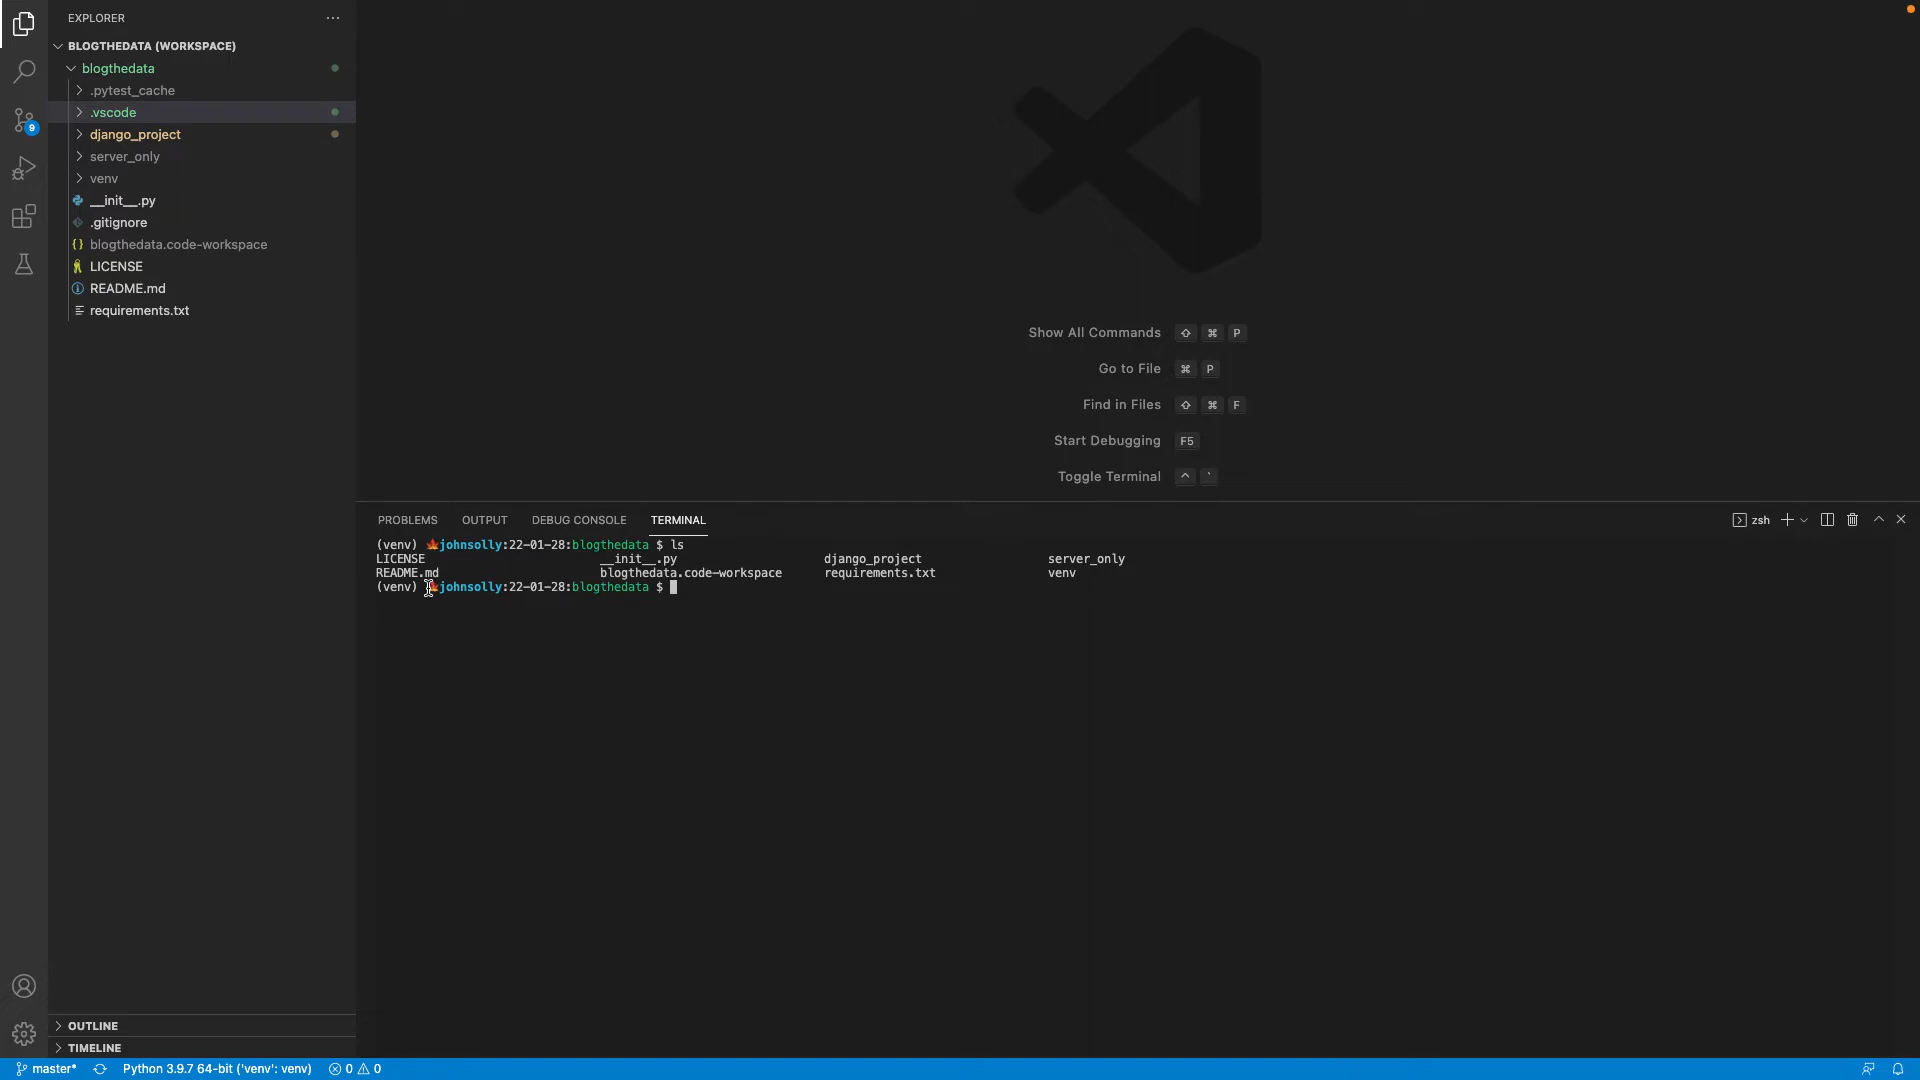 EXPLORER
BLOGTHEDATA (WORKSPACE)
blogthedata
.pytest_cache
.vscode
django_project
server_only
venv
__init__.py
.gitignore
blogthedata.code-workspace
LICENSE
README.md
requirements.txt
OUTLINE
TIMELINE
9
Show All Commands ⇧ ⌘ P
Go to File ⌘ P
Find in Files ⇧ ⌘ F
Start Debugging F5
Toggle Terminal ^ `
PROBLEMS OUTPUT DEBUG CONSOLE TERMINAL zsh
(venv) 🍁johnsolly:22-01-28:blogthedata $ ls
LICENSE __init__.py django_project server_only
README.md blogthedata.code-workspace requirements.txt venv
(venv) 🍁johnsolly:22-01-28:blogthedata $
master* Python 3.9.7 64-bit ('venv': venv) 0 0